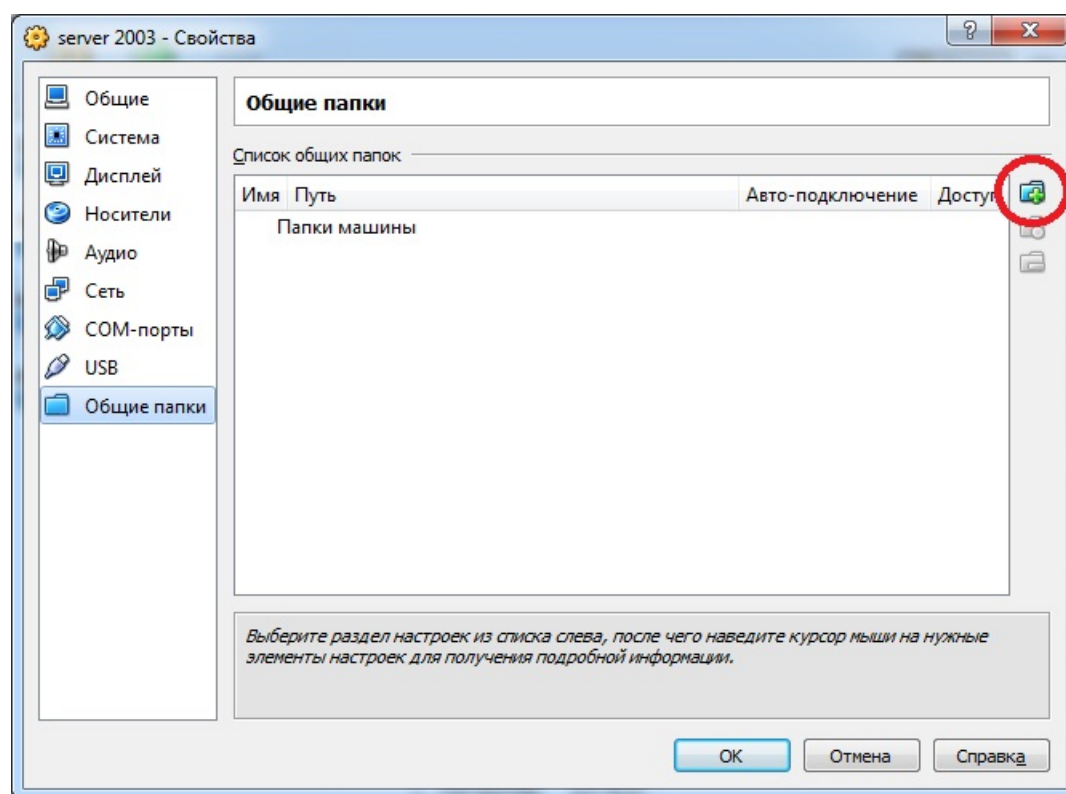 server 2003 - Свойства
Общие
Система
Дисплей
Носители
Аудио
Сеть
COM-порты
USB
Общие папки
Общие папки
Список общих папок
Имя Путь Авто-подключение Доступ
Папки машины
Выберите раздел настроек из списка слева, после чего наведите курсор мыши на нужные
элементы настроек для получения подробной информации.
OK Отмена Справка